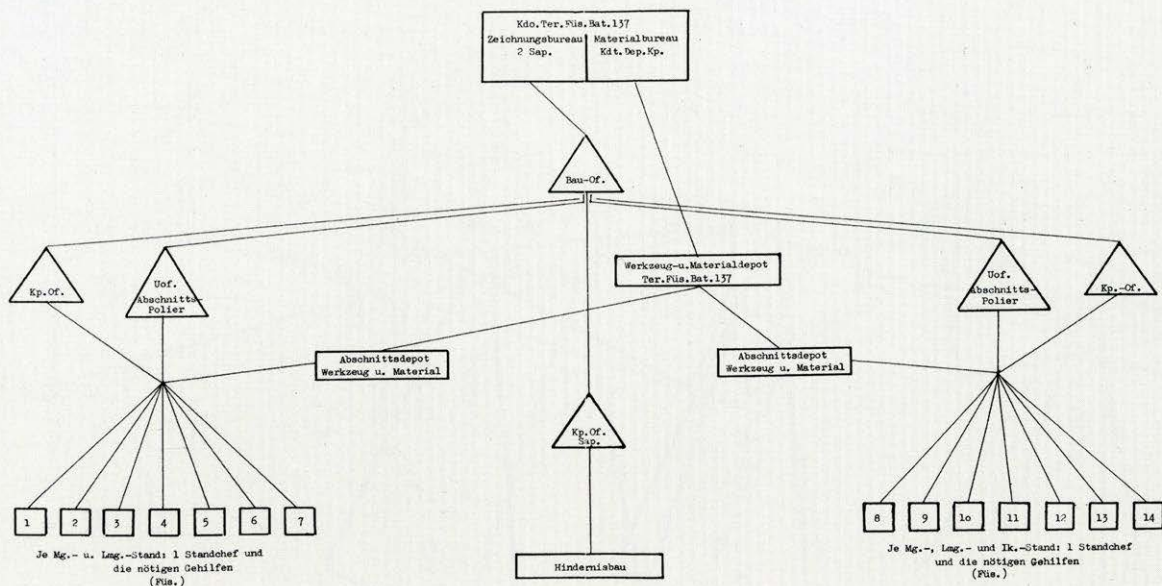 Kdo.Ter.Füs.Bat.137
Zeichnungsbureau
2 Sap.
Materialbureau
Kdt.Dep.Kp.
Bau-Of.
Kp.Of.
Uof.
Abschnitts-
Polier
Werkzeug-u.Materialdepot
Ter.Füs.Bat.137
Uof.
Abschnitts-
Polier
Kp.-Of.
Abschnittsdepot
Werkzeug u. Material
Abschnittsdepot
Werkzeug u. Material
Kp.Of.
Sap.
1 2 3 4 5 6 7
8 9 10 11 12 13 14
Je Mg.- u. Lmg.-Stand: 1 Standchef und
die nötigen Gehilfen
(Füs.)
Hindernisbau
Je Mg.-, Lmg.- und Ik.-Stand: 1 Standchef
und die nötigen Gehilfen
(Füs.)